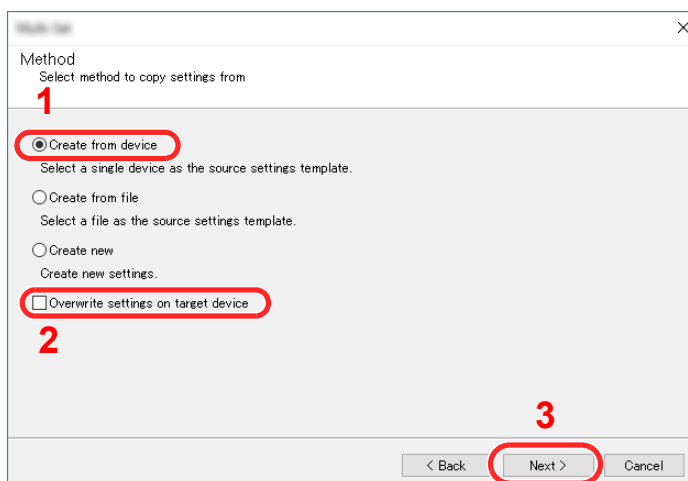 Method
Select method to copy settings from
1
Create from device
Select a single device as the source settings template.
Create from file
Select a file as the source settings template.
Create new
Create new settings.
Overwrite settings on target device
2
3
< Back Next > Cancel